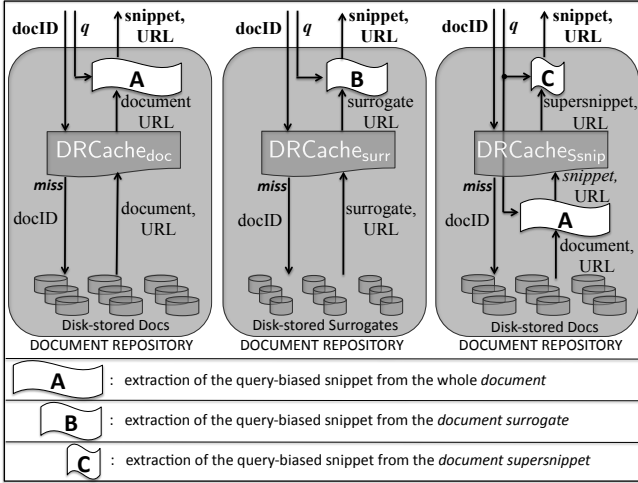 docID q snippet, URL
A
document URL
DRCache_doc
miss
docID document, URL
Disk-stored Docs
DOCUMENT REPOSITORY
docID q snippet, URL
B
surrogate URL
DRCache_surr
miss
docID surrogate, URL
Disk-stored Surrogates
DOCUMENT REPOSITORY
docID q snippet, URL
C
supersnippet, URL
DRCache_Ssnip
miss
snippet, URL
docID A
document, URL
Disk-stored Docs
DOCUMENT REPOSITORY
A : extraction of the query-biased snippet from the whole document
B : extraction of the query-biased snippet from the document surrogate
C : extraction of the query-biased snippet from the document supersnippet